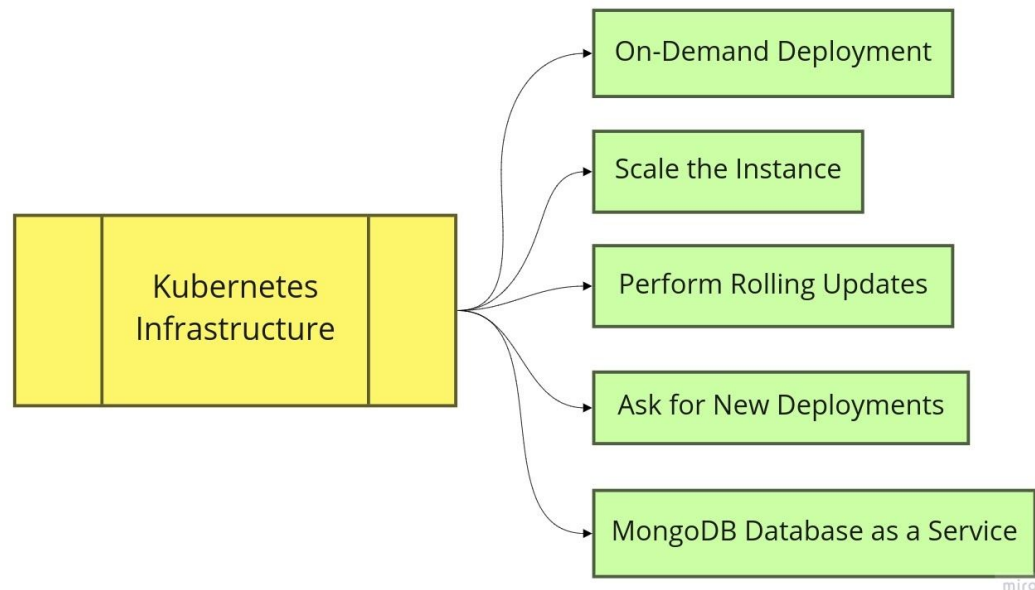 On-Demand Deployment
Scale the Instance
Kubernetes
Infrastructure
Perform Rolling Updates
Ask for New Deployments
MongoDB Database as a Service
miro